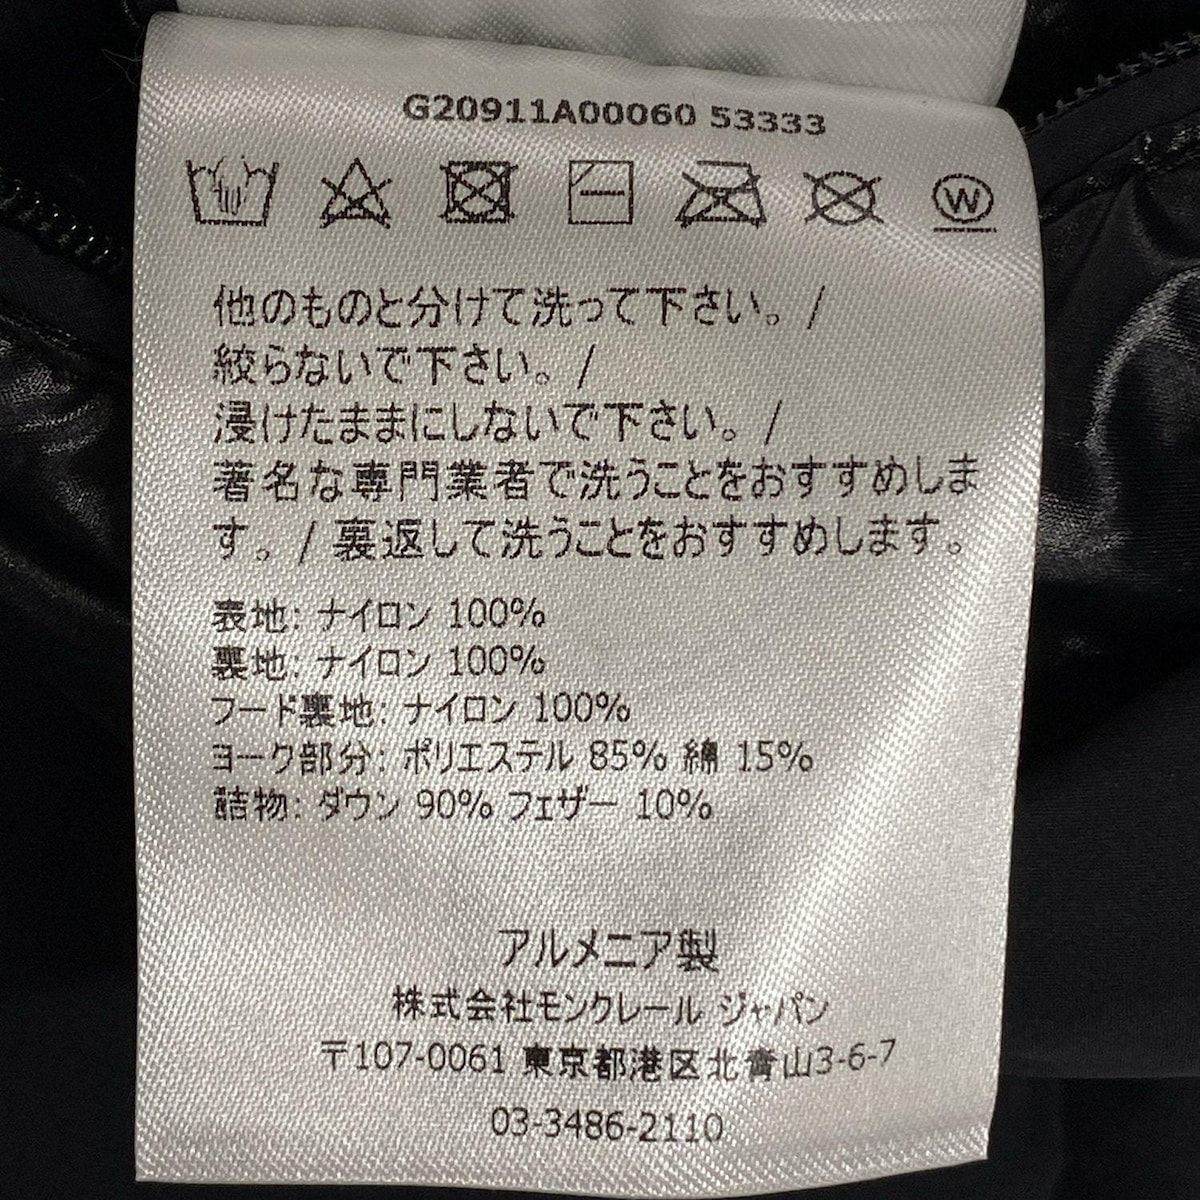 G20911A00060 53333
W
他のものと分けて洗って下さい。/
絞らないで下さい。/
浸けたままにしないで下さい。/
著名な専門業者で洗うことをおすすめしま
す。/ 裏返して洗うことをおすすめします。
表地: ナイロン 100%
裏地: ナイロン 100%
フード裏地: ナイロン 100%
ヨーク部分: ポリエステル 85% 綿 15%
詰物: ダウン 90% フェザー 10%
アルメニア製
株式会社モンクレール ジャパン
〒107-0061 東京都港区北青山3-6-7
03-3486-2110